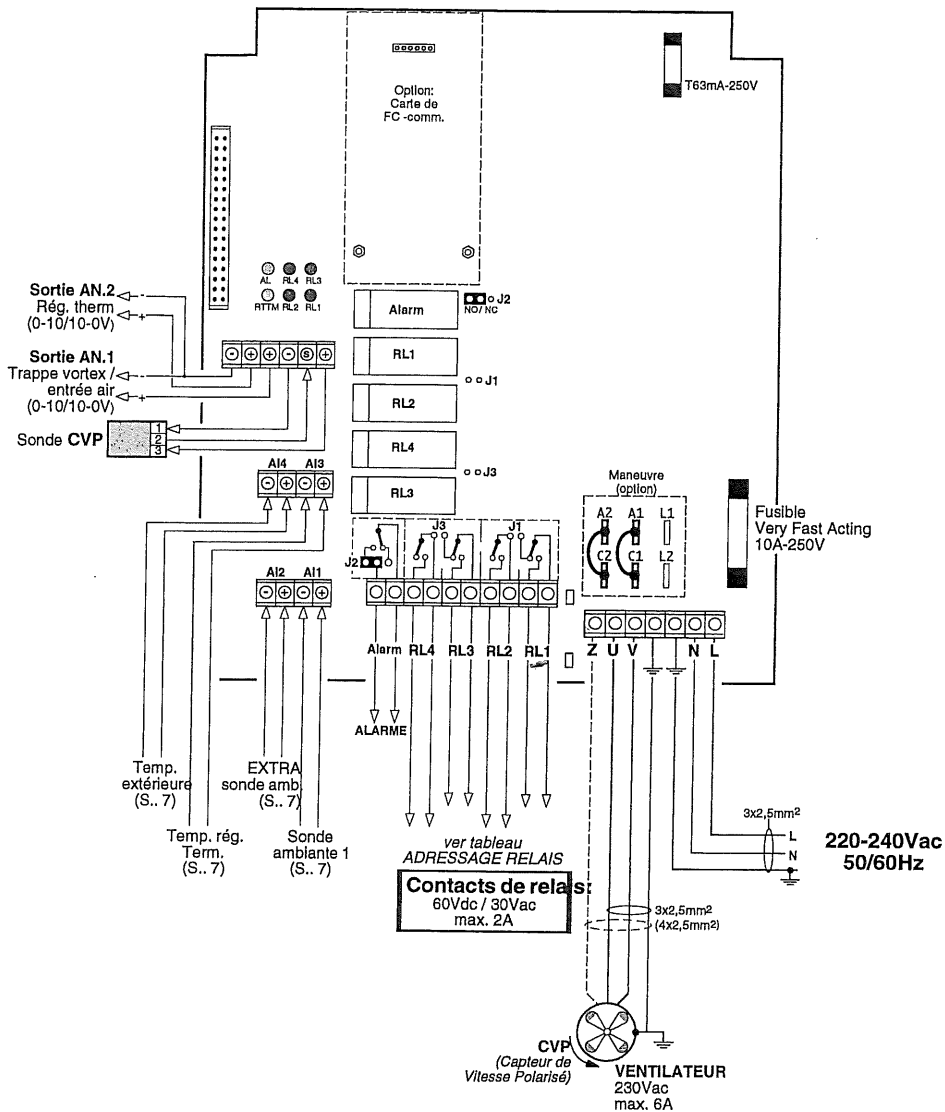 Option:
Carte de
FC -comm.
T63mA-250V
AL RL4 RL3
RTTM RL2 RL1
Sortie AN.2
Rég. therm
(0-10/10-0V)
-
+
Sortie AN.1
Trappe vortex /
entrée air
(0-10/10-0V)
-
+
- + + - S +
Sonde CVP
1
2
3
Alarm
J2
NO/ NC
RL1
J1
RL2
RL4
J3
RL3
AI4 AI3
- + - +
AI2 AI1
- + - +
J2
J3
J1
Maneuvre
(option)
A2 A1 L1
C2 C1 L2
Fusible
Very Fast Acting
10A-250V
Alarm RL4 RL3 RL2 RL1
Z U V N L
ALARME
Temp.
extérieure
(S.. 7)
EXTRA
sonde amb
(S.. 7)
Temp. rég.
Term.
(S.. 7)
Sonde
ambiante 1
(S.. 7)
ver tableau
ADRESSAGE RELAIS
Contacts de relais:
60Vdc / 30Vac
max. 2A
3x2,5mm²
L
N
220-240Vac
50/60Hz
3x2,5mm²
(4x2,5mm²)
CVP
(Capteur de
Vitesse Polarisé)
VENTILATEUR
230Vac
max. 6A